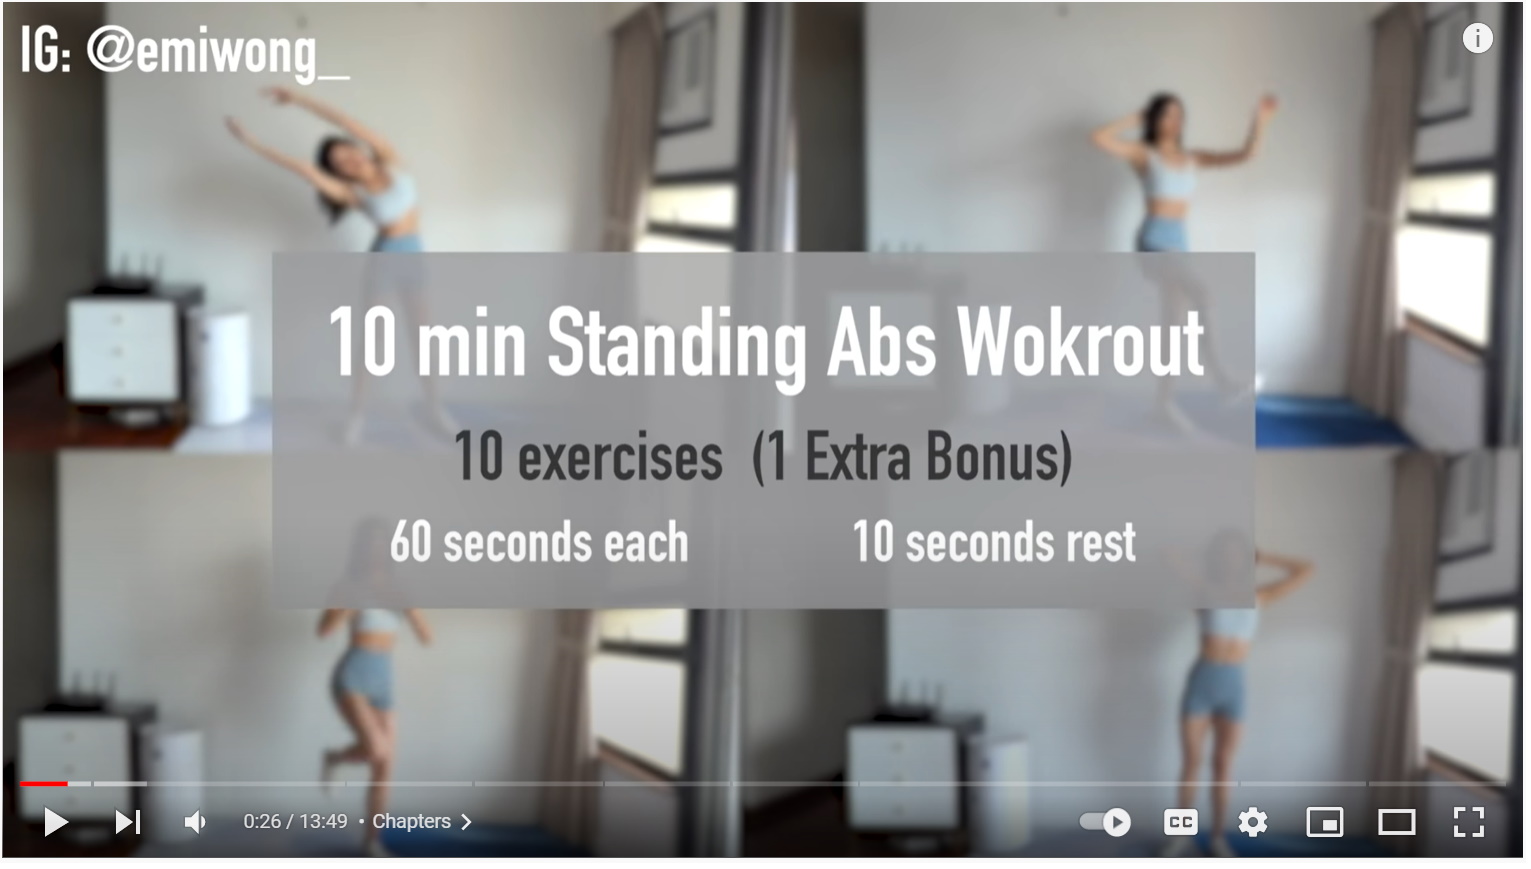 IG: @emiwong_
i
10 min Standing Abs Wokrout
10 exercises (1 Extra Bonus)
60 seconds each 10 seconds rest
0:26 / 13:49 • Chapters
CC